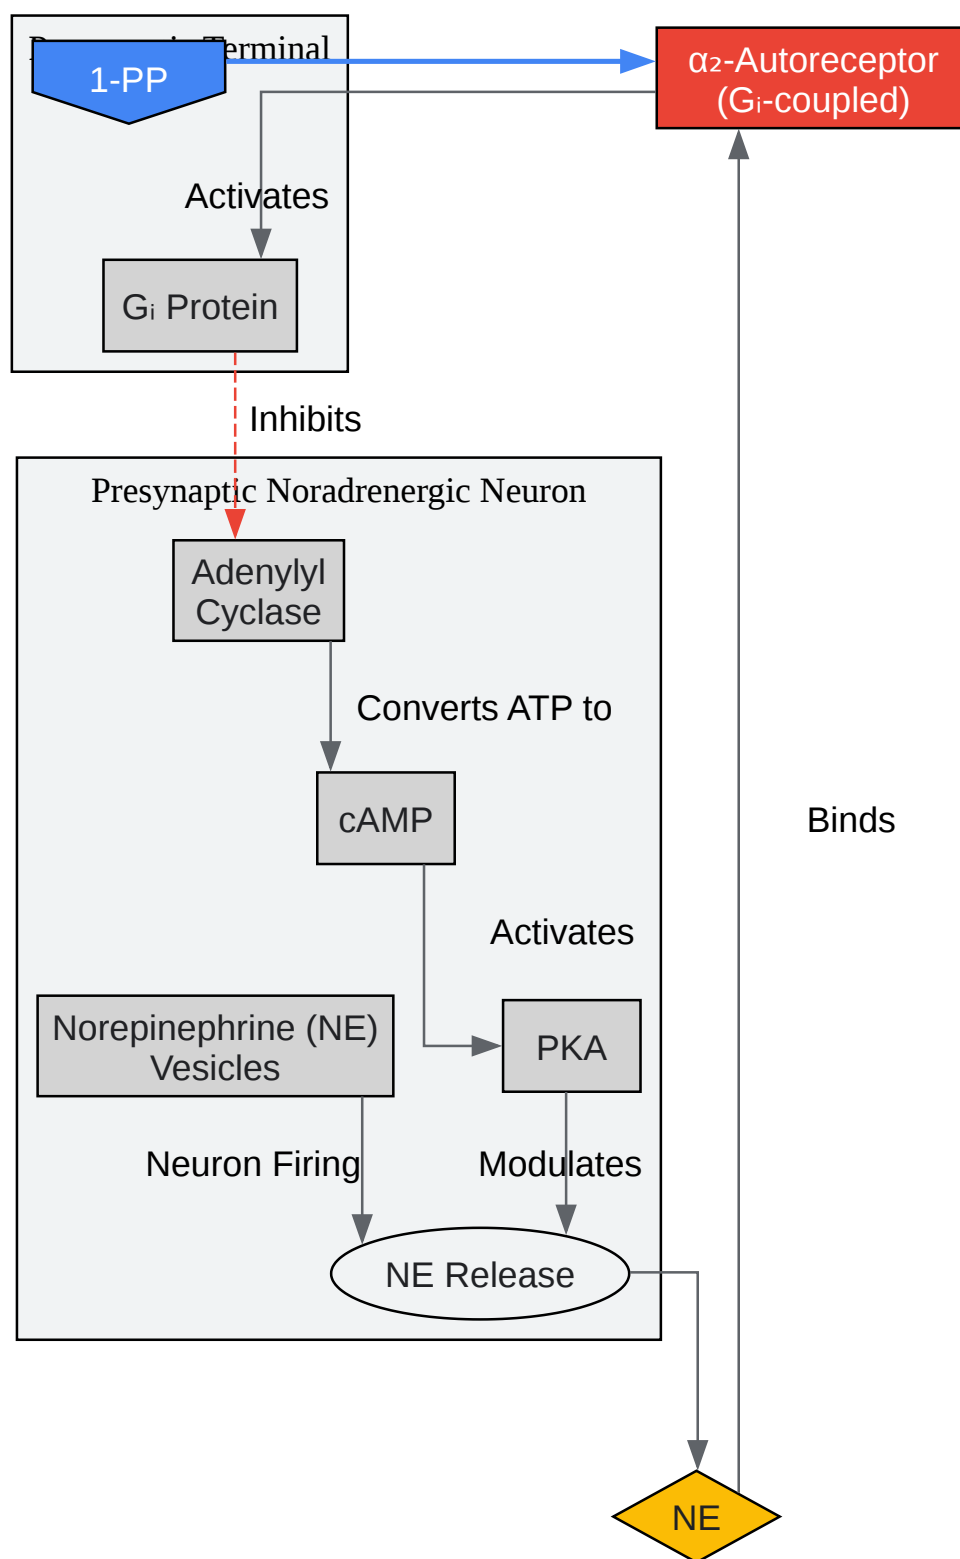 Terminal
1-PP
α₂-Autoreceptor
(Gᵢ-coupled)
Activates
Gᵢ Protein
Inhibits
Presynaptic Noradrenergic Neuron
Adenylyl
Cyclase
Converts ATP to
cAMP
Binds
Activates
Norepinephrine (NE)
Vesicles
PKA
Neuron Firing
Modulates
NE Release
NE